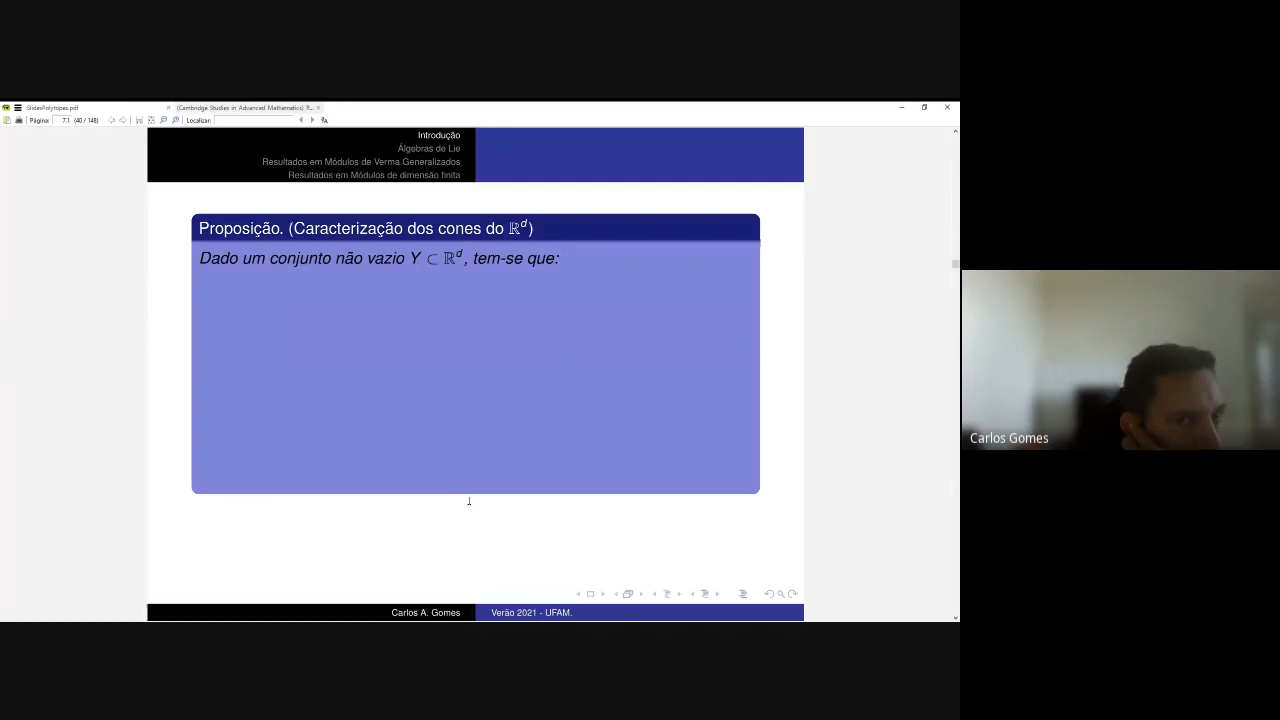 SlidesPolytopes.pdf
(Cambridge Studies in Advanced Mathematics) R...
Página: 7.1 (40 / 148) Localizar:
Introdução
Álgebras de Lie
Resultados em Módulos de Verma Generalizados
Resultados em Módulos de dimensão finita
Proposição. (Caracterização dos cones do ℝᵈ)
Dado um conjunto não vazio Y ⊂ ℝᵈ, tem-se que:
Carlos Gomes
Carlos A. Gomes Verão 2021 - UFAM.